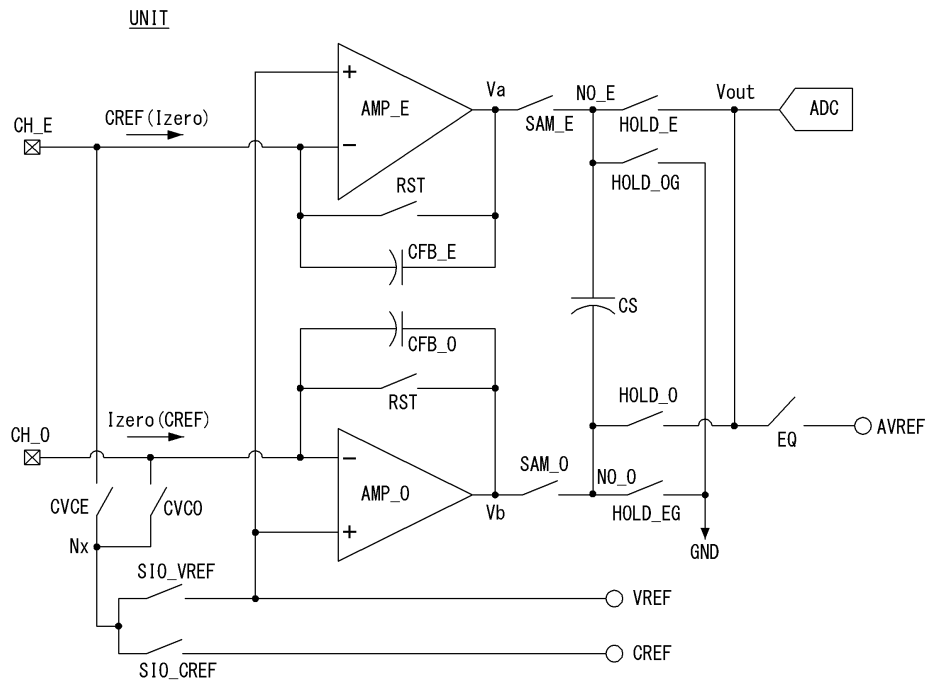 UNIT
CH_E
CREF(Izero)
AMP_E
Va
SAM_E
NO_E
HOLD_E
Vout
ADC
RST
HOLD_OG
CFB_E
CS
CFB_O
RST
HOLD_O
CH_O
Izero(CREF)
EQ
AVREF
AMP_O
SAM_O
NO_O
CVCE
CVCO
Vb
HOLD_EG
Nx
GND
SIO_VREF
VREF
CREF
SIO_CREF
+
−
−
+